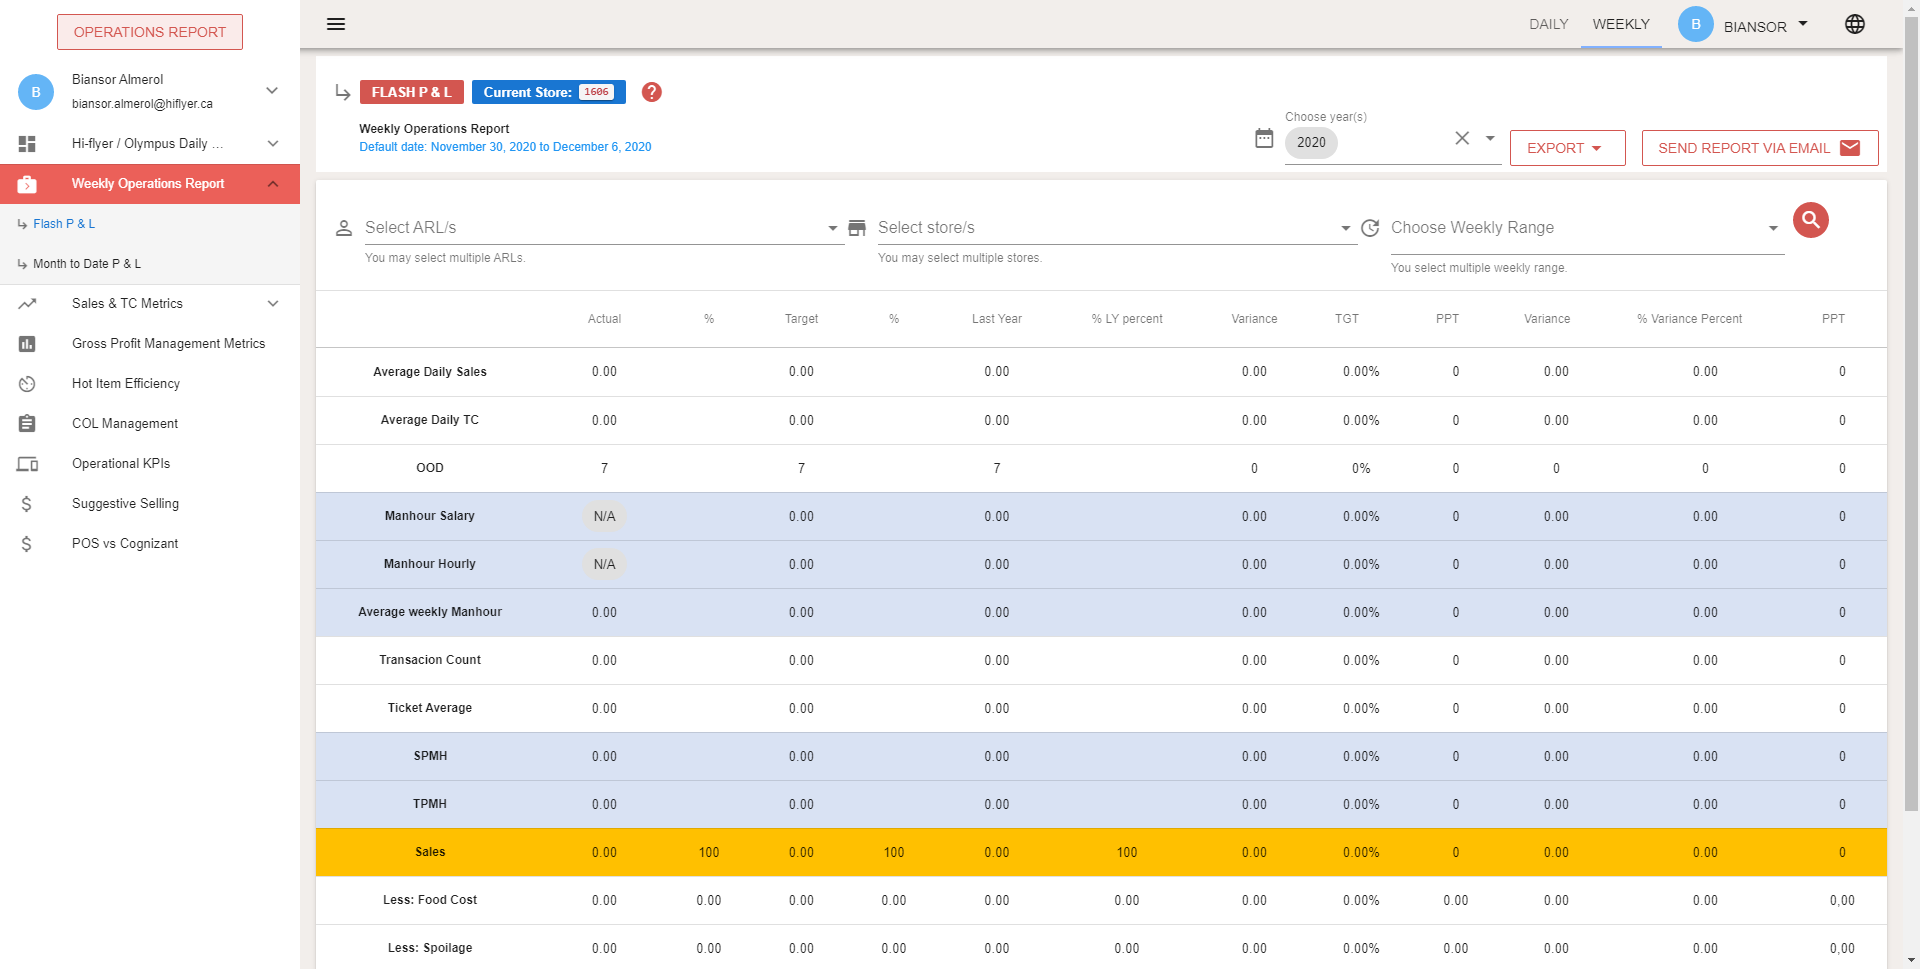 OPERATIONS REPORT
B
Biansor Almerol
biansor.almerol@hiflyer.ca
Hi-flyer / Olympus Daily ...
Weekly Operations Report
Flash P & L
Month to Date P & L
Sales & TC Metrics
Gross Profit Management Metrics
Hot Item Efficiency
COL Management
Operational KPIs
Suggestive Selling
POS vs Cognizant
DAILY WEEKLY B BIANSOR
FLASH P & L Current Store: 1606 ?
Weekly Operations Report
Default date: November 30, 2020 to December 6, 2020
Choose year(s)
2020
EXPORT SEND REPORT VIA EMAIL
Select ARL/s Select store/s Choose Weekly Range
You may select multiple ARLs. You may select multiple stores. You select multiple weekly range.
Actual % Target % Last Year % LY percent Variance TGT PPT Variance % Variance Percent PPT
Average Daily Sales 0.00 0.00 0.00 0.00 0.00% 0 0.00 0.00 0
Average Daily TC 0.00 0.00 0.00 0.00 0.00% 0 0.00 0.00 0
OOD 7 7 7 0 0% 0 0 0 0
Manhour Salary N/A 0.00 0.00 0.00 0.00% 0 0.00 0.00 0
Manhour Hourly N/A 0.00 0.00 0.00 0.00% 0 0.00 0.00 0
Average weekly Manhour 0.00 0.00 0.00 0.00 0.00% 0 0.00 0.00 0
Transacion Count 0.00 0.00 0.00 0.00 0.00% 0 0.00 0.00 0
Ticket Average 0.00 0.00 0.00 0.00 0.00% 0 0.00 0.00 0
SPMH 0.00 0.00 0.00 0.00 0.00% 0 0.00 0.00 0
TPMH 0.00 0.00 0.00 0.00 0.00% 0 0.00 0.00 0
Sales 0.00 100 0.00 100 0.00 100 0.00 0.00% 0 0.00 0.00 0
Less: Food Cost 0.00 0.00 0.00 0.00 0.00 0.00 0.00 0.00% 0.00 0.00 0.00 0,00
Less: Spoilage 0.00 0.00 0.00 0.00 0.00 0.00 0.00 0.00% 0.00 0.00 0.00 0,00